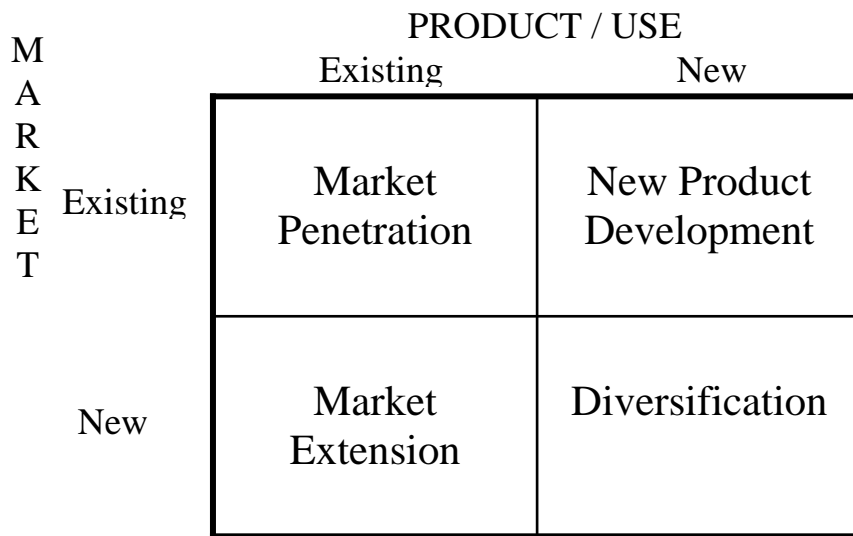 PRODUCT / USE
Existing New
M
A
R
K
E
T
Existing
Market
Penetration
New Product
Development
New
Market
Extension
Diversification